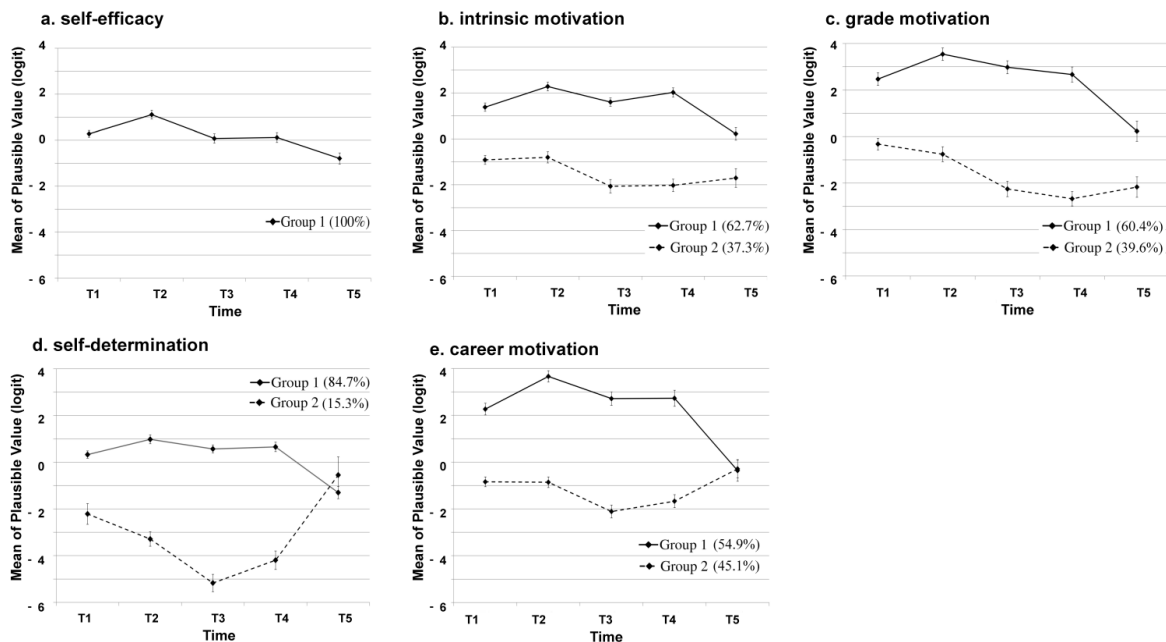 a. self-efficacy
Mean of Plausible Value (logit)
4
2
0
- 2
- 4
- 6
Group 1 (100%)
T1 T2 T3 T4 T5
Time
b. intrinsic motivation
Mean of Plausible Value (logit)
4
2
0
- 2
- 4
- 6
Group 1 (62.7%)
Group 2 (37.3%)
T1 T2 T3 T4 T5
Time
c. grade motivation
Mean of Plausible Value (logit)
4
2
0
- 2
- 4
- 6
Group 1 (60.4%)
Group 2 (39.6%)
T1 T2 T3 T4 T5
Time
d. self-determination
Mean of Plausible Value (logit)
4
2
0
- 2
- 4
- 6
Group 1 (84.7%)
Group 2 (15.3%)
T1 T2 T3 T4 T5
Time
e. career motivation
Mean of Plausible Value (logit)
4
2
0
- 2
- 4
- 6
Group 1 (54.9%)
Group 2 (45.1%)
T1 T2 T3 T4 T5
Time